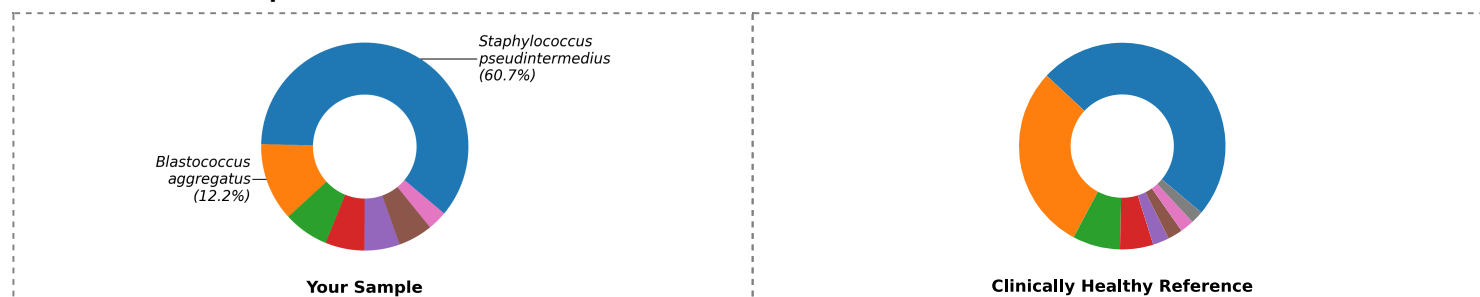 Staphylococcus
pseudintermedius
(60.7%)
Blastococcus
aggregatus
(12.2%)
Your Sample
Clinically Healthy Reference